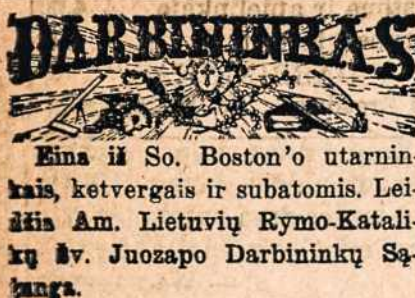 DARBININKAS
Eina iš So. Boston'o utarnin-
kais, ketvergais ir subatomis. Lei-
džia Am. Lietuvių Rymo-Katali-
kų šv. Juozapo Darbininkų Są-
junga.